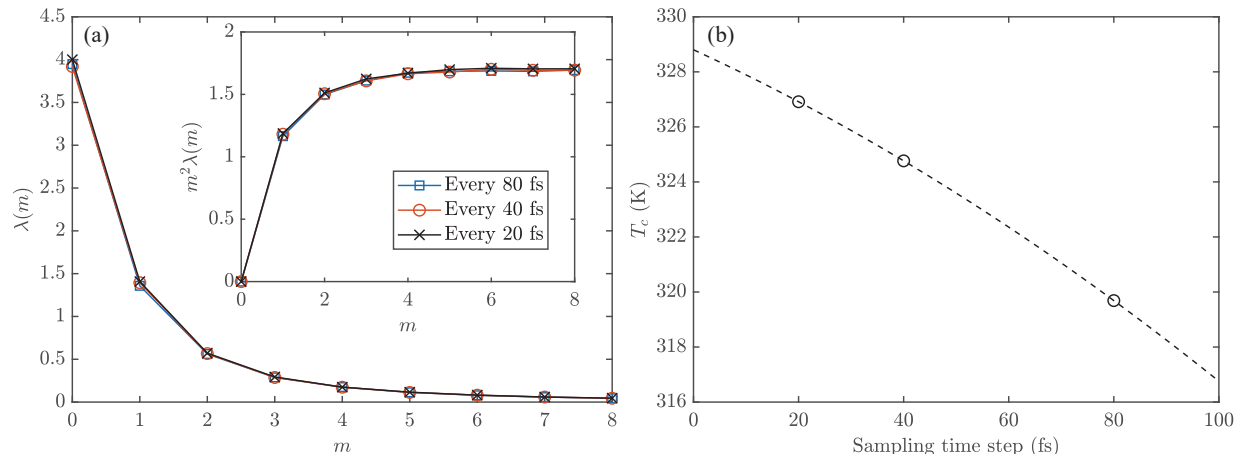 (a)
4.5
4
3.5
3
2.5
2
1.5
1
0.5
0
λ(m)
0 1 2 3 4 5 6 7 8
m
2
1.5
1
0.5
0
m²λ(m)
0 2 4 6 8
m
Every 80 fs
Every 40 fs
Every 20 fs
(b)
330
328
326
324
322
320
318
316
T_c (K)
0 20 40 60 80 100
Sampling time step (fs)